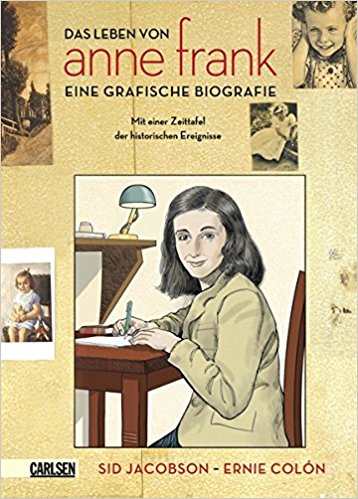 DAS LEBEN VON
anne frank
EINE GRAFISCHE BIOGRAFIE
Mit einer Zeittafel
der historischen Ereignisse
CARLSEN
SID JACOBSON – ERNIE COLÓN